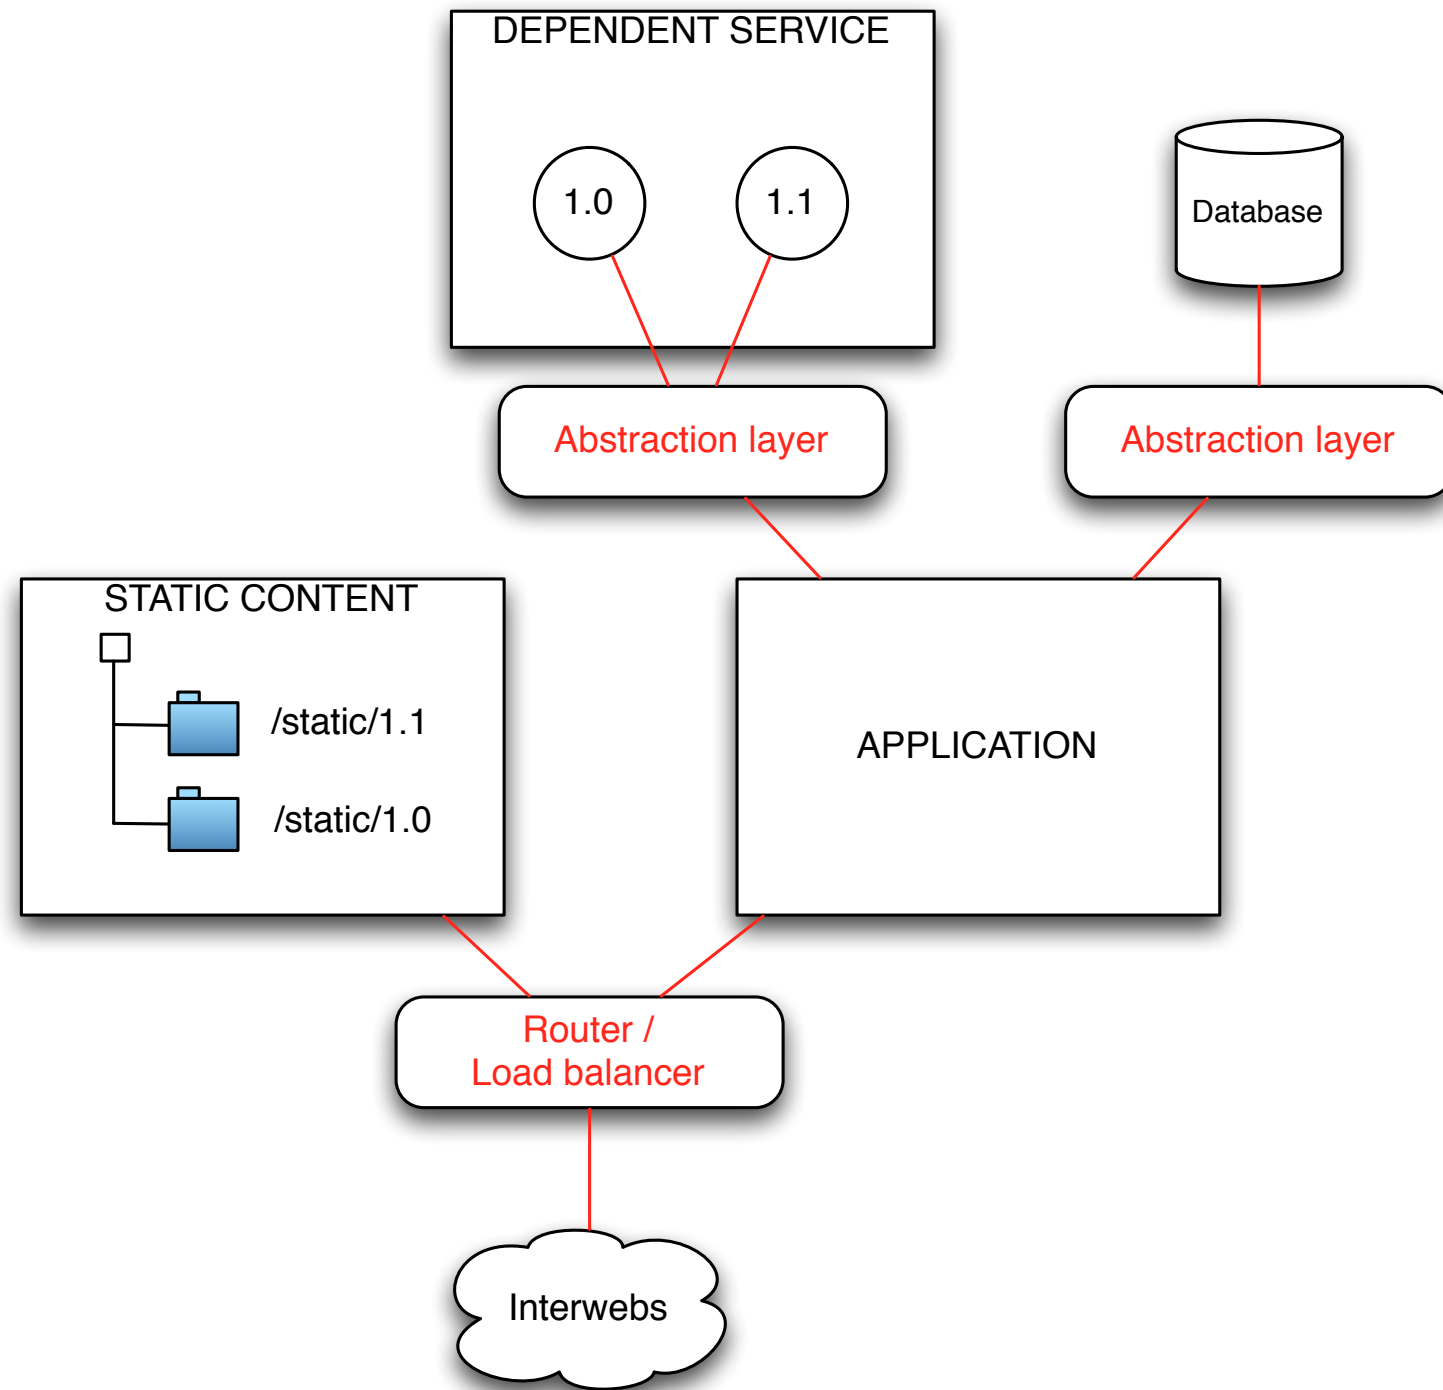 DEPENDENT SERVICE
1.0
1.1
Database
Abstraction layer
Abstraction layer
STATIC CONTENT
/static/1.1
/static/1.0
APPLICATION
Router /
Load balancer
Interwebs